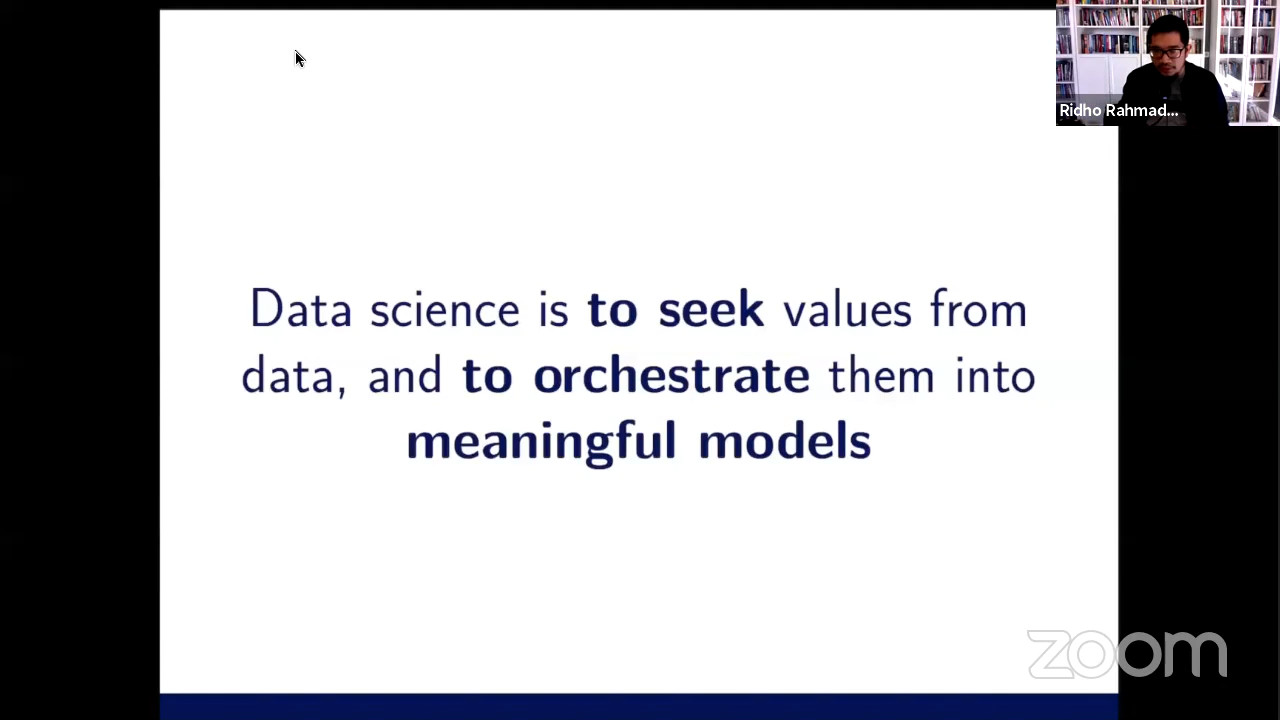 Ridho Rahmad...
Data science is to seek values from
data, and to orchestrate them into
meaningful models
zoom